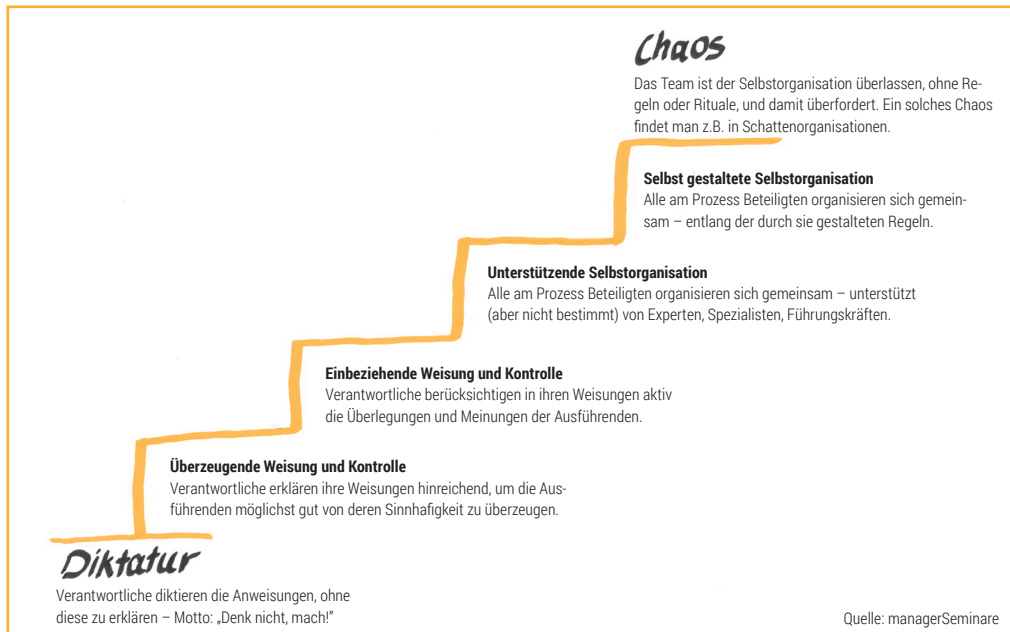 Chaos
Das Team ist der Selbstorganisation überlassen, ohne Re-
geln oder Rituale, und damit überfordert. Ein solches Chaos
findet man z.B. in Schattenorganisationen.
Selbst gestaltete Selbstorganisation
Alle am Prozess Beteiligten organisieren sich gemein-
sam – entlang der durch sie gestalteten Regeln.
Unterstützende Selbstorganisation
Alle am Prozess Beteiligten organisieren sich gemeinsam – unterstützt
(aber nicht bestimmt) von Experten, Spezialisten, Führungskräften.
Einbeziehende Weisung und Kontrolle
Verantwortliche berücksichtigen in ihren Weisungen aktiv
die Überlegungen und Meinungen der Ausführenden.
Überzeugende Weisung und Kontrolle
Verantwortliche erklären ihre Weisungen hinreichend, um die Aus-
führenden möglichst gut von deren Sinnhafigkeit zu überzeugen.
Diktatur
Verantwortliche diktieren die Anweisungen, ohne
diese zu erklären – Motto: „Denk nicht, mach!"
Quelle: managerSeminare